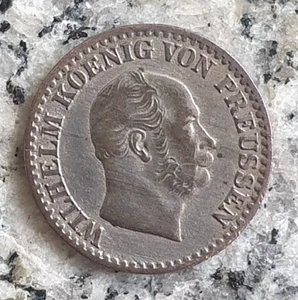 WILHELM KOENIG VON PREUSSEN